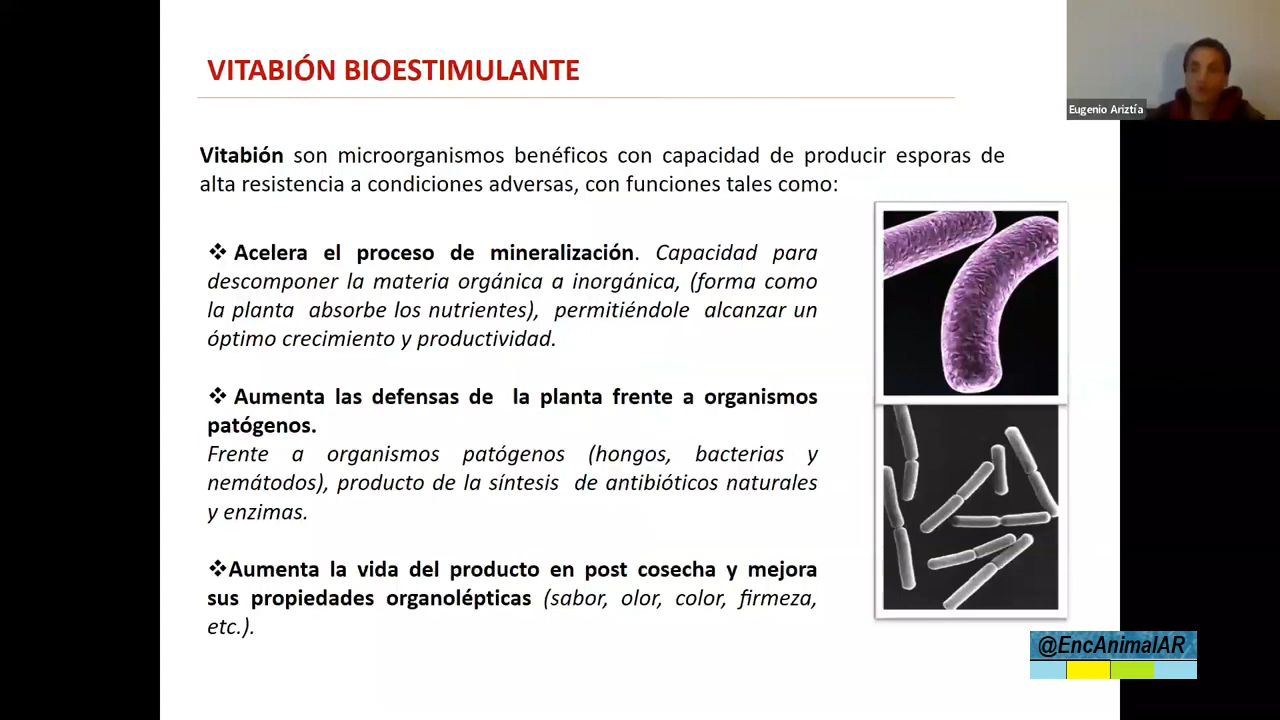 VITABIÓN BIOESTIMULANTE
Eugenio Ariztía
Vitabión son microorganismos benéficos con capacidad de producir esporas de
alta resistencia a condiciones adversas, con funciones tales como:
❖ Acelera el proceso de mineralización. Capacidad para
descomponer la materia orgánica a inorgánica, (forma como
la planta absorbe los nutrientes), permitiéndole alcanzar un
óptimo crecimiento y productividad.
❖ Aumenta las defensas de la planta frente a organismos
patógenos.
Frente a organismos patógenos (hongos, bacterias y
nemátodos), producto de la síntesis de antibióticos naturales
y enzimas.
❖Aumenta la vida del producto en post cosecha y mejora
sus propiedades organolépticas (sabor, olor, color, firmeza,
etc.).
@EncAnimalAR